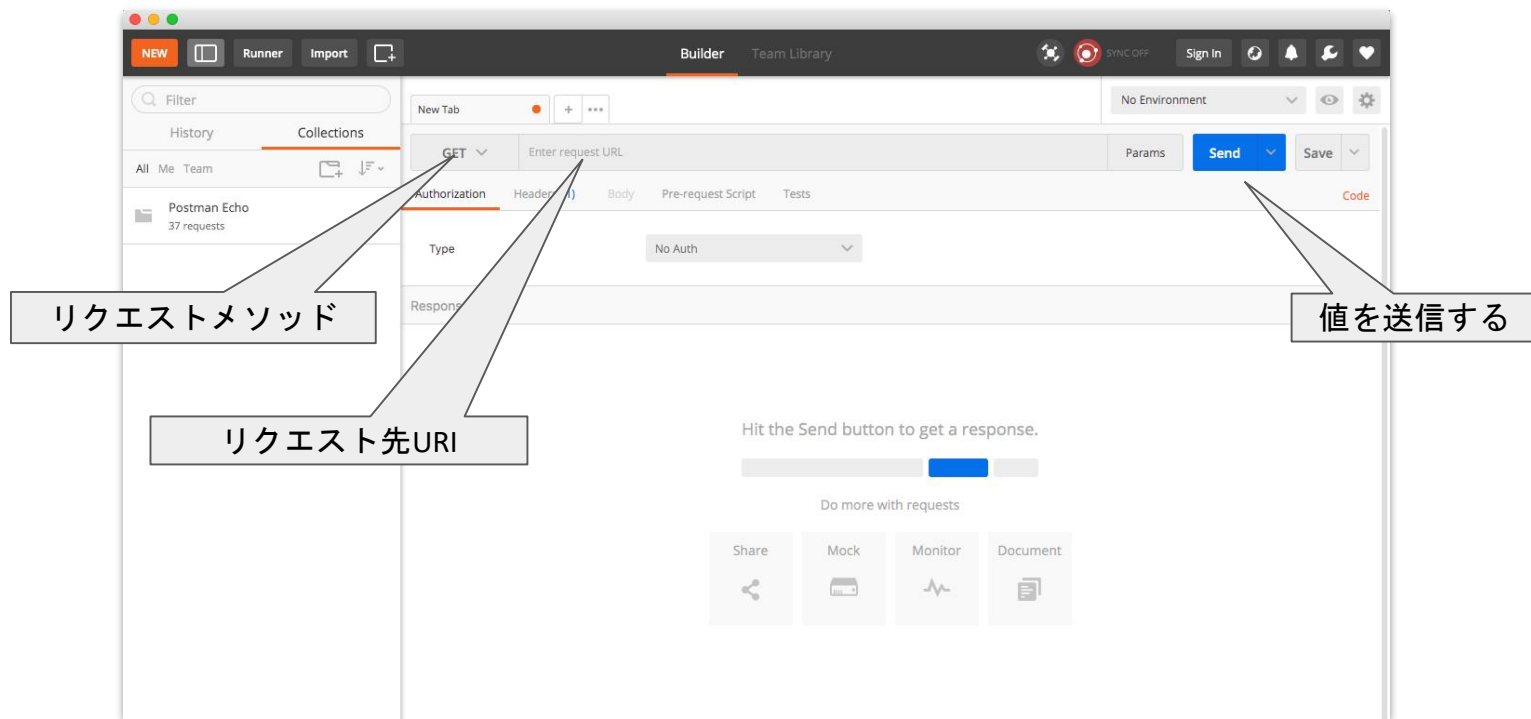 NEW Runner Import Builder Team Library SYNC OFF Sign In
Filter
New Tab + ••• No Environment
History Collections
GET Enter request URL Params Send Save
All Me Team
Authorization Headers (1) Body Pre-request Script Tests Code
Postman Echo
37 requests
Type No Auth
リクエストメソッド
Respons
値を送信する
リクエスト先URI
Hit the Send button to get a response.
Do more with requests
Share Mock Monitor Document